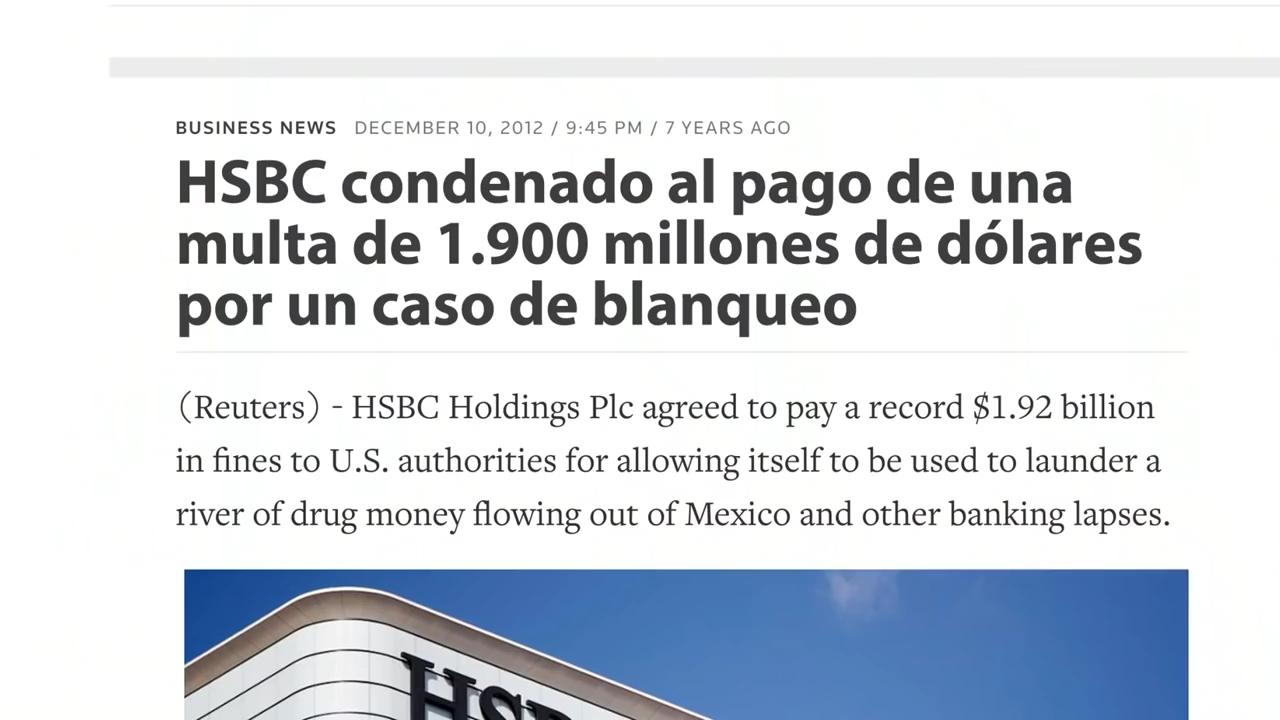 BUSINESS NEWS DECEMBER 10, 2012 / 9:45 PM / 7 YEARS AGO
HSBC condenado al pago de una
multa de 1.900 millones de dólares
por un caso de blanqueo
(Reuters) - HSBC Holdings Plc agreed to pay a record $1.92 billion
in fines to U.S. authorities for allowing itself to be used to launder a
river of drug money flowing out of Mexico and other banking lapses.
HSB